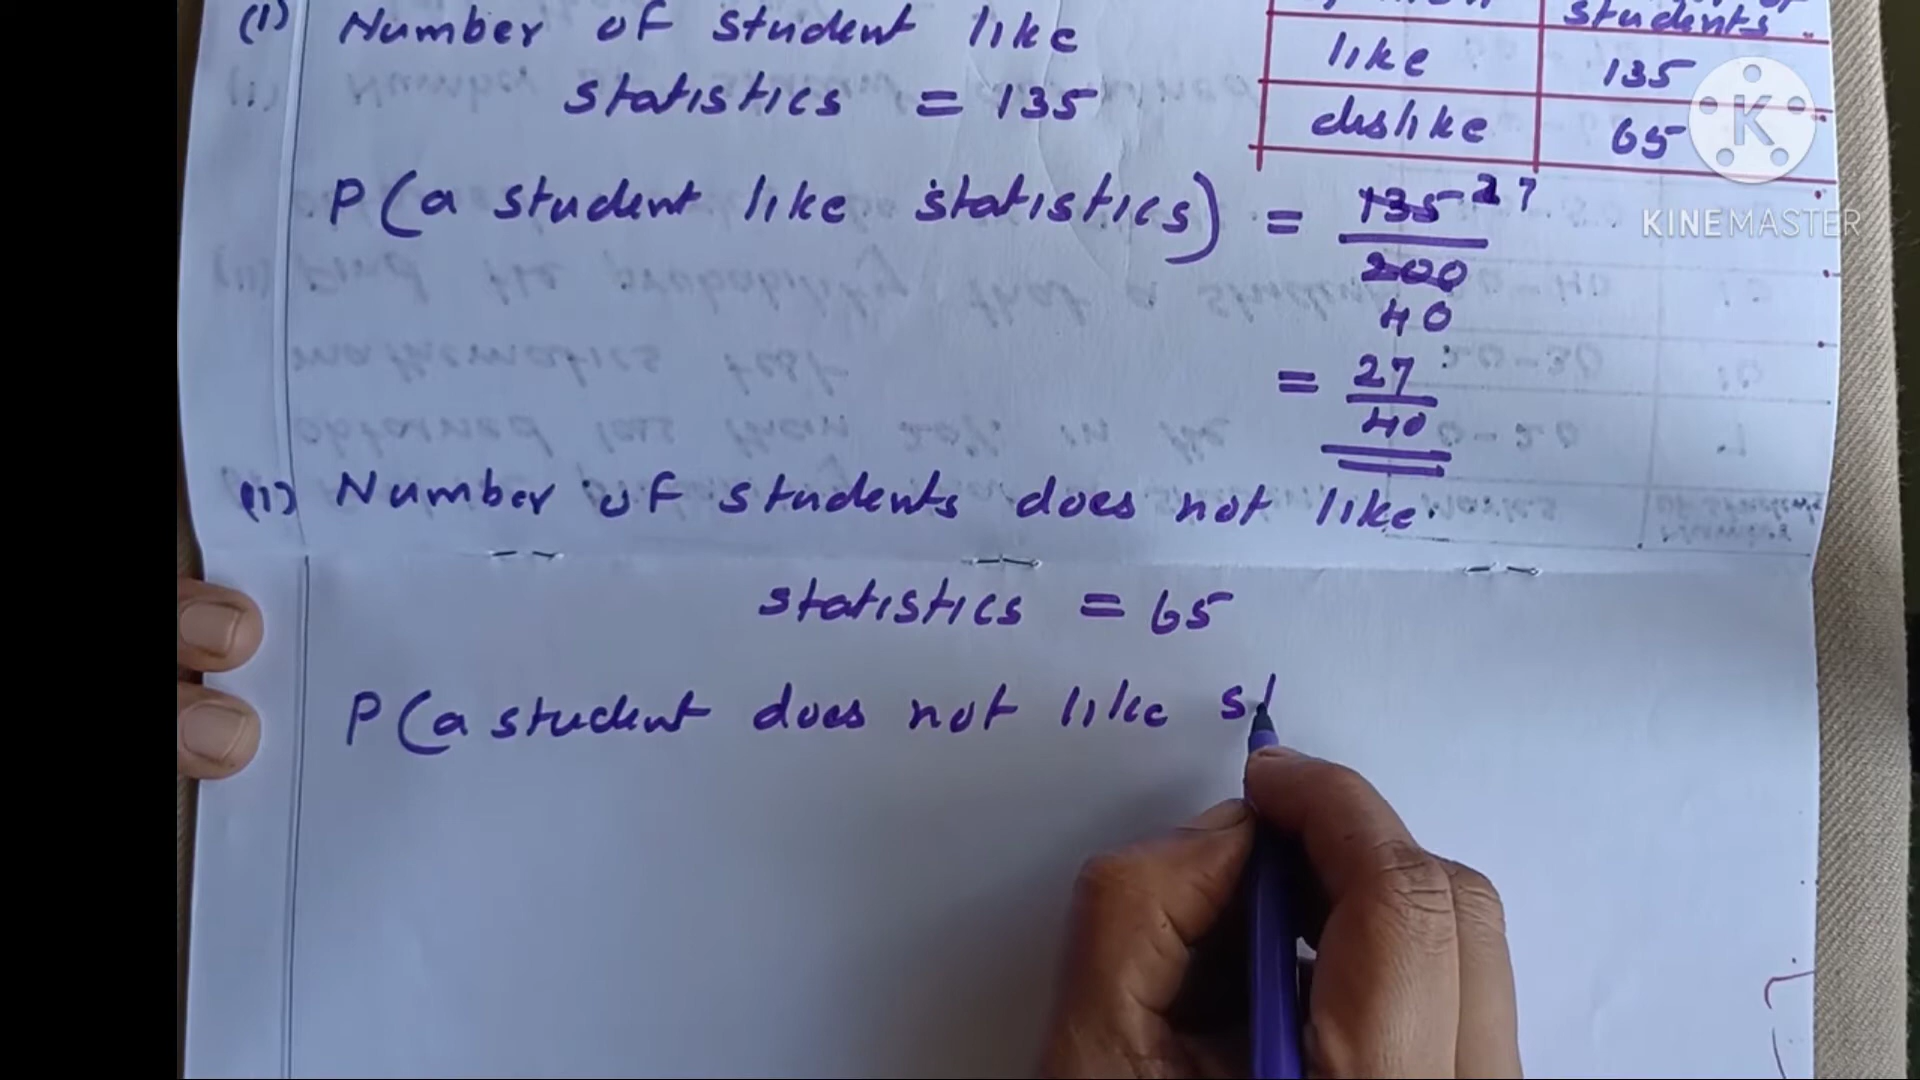 students
(i) Number of student like
like 135
statistics = 135
dislike 65
P(a student like statistics) = 135 27
200
40
KINEMASTER
= 27
40
(ii) Number of students does not like
statistics = 65
P(a student does not like st